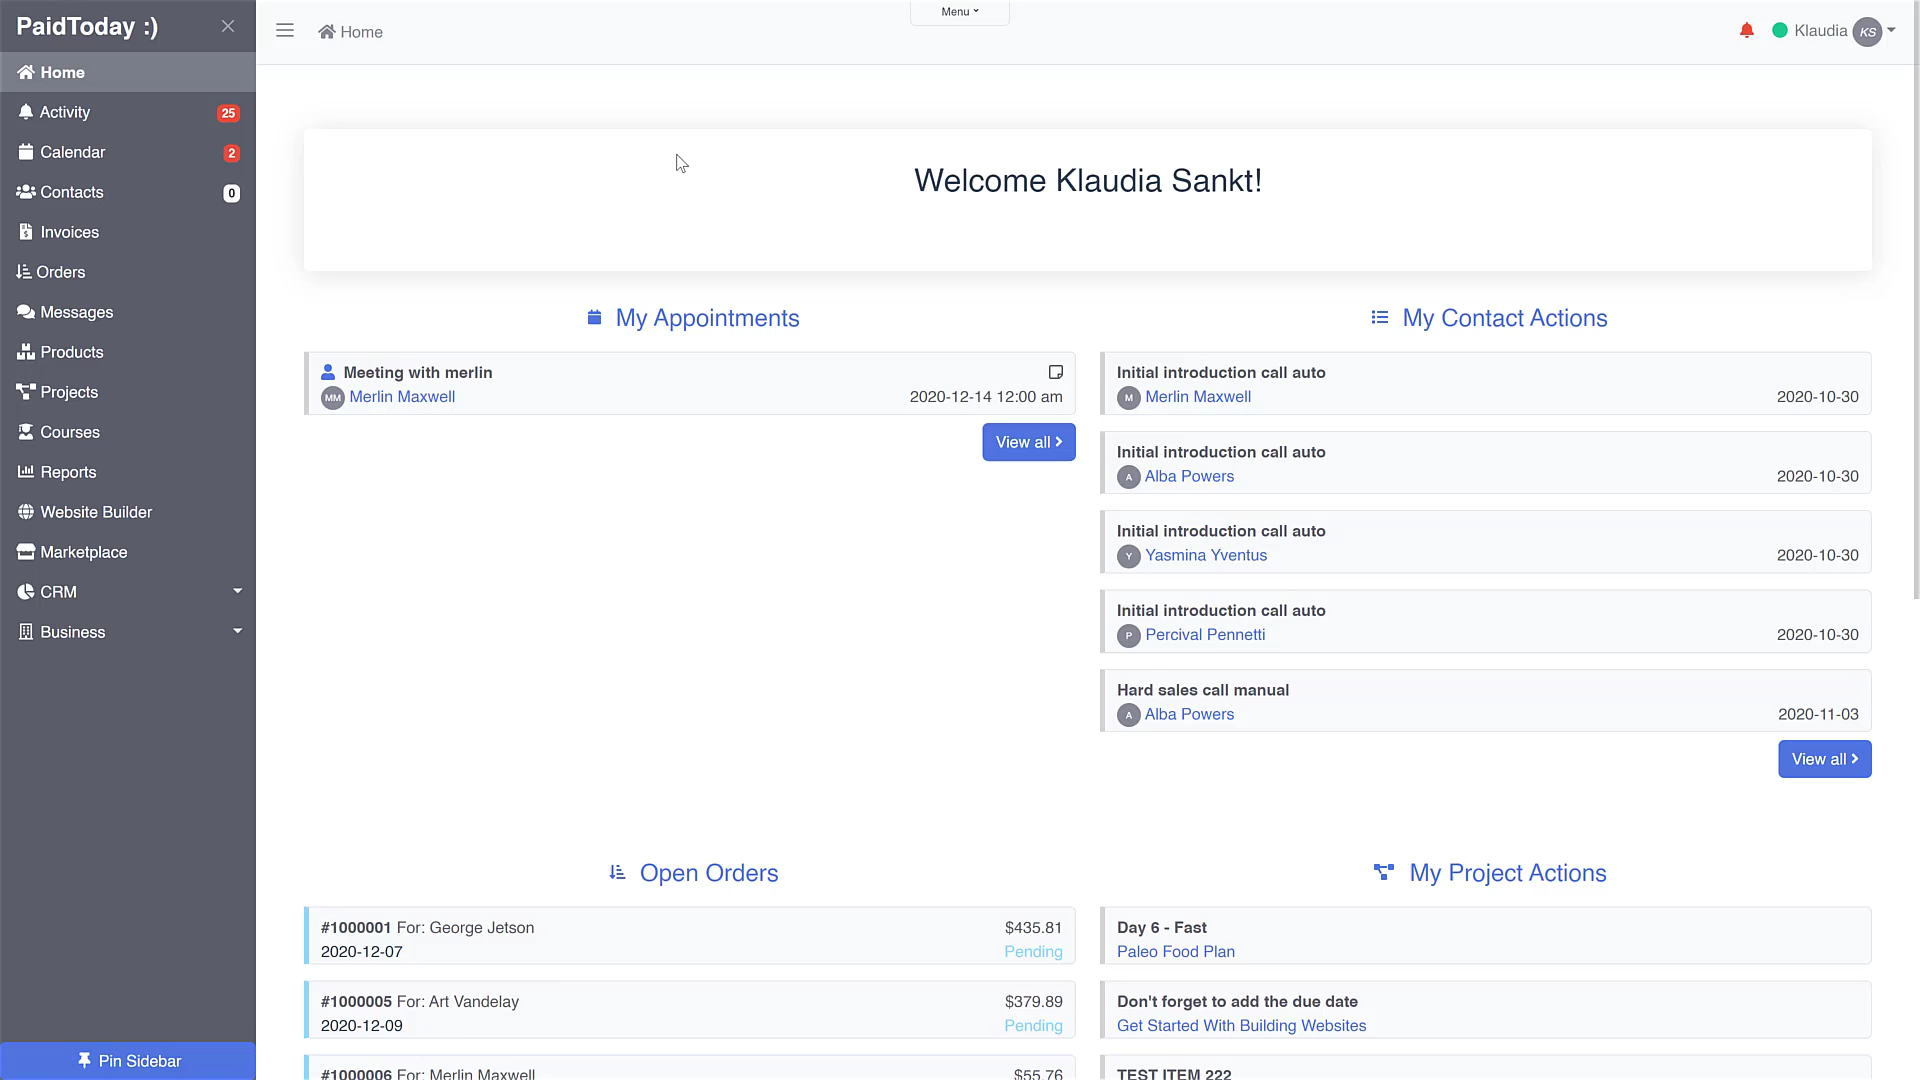 PaidToday :)
Home
Activity
25
Calendar
2
Contacts
0
Invoices
Orders
Messages
Products
Projects
Courses
Reports
Website Builder
Marketplace
CRM
Business
Pin Sidebar
Home
Menu
Klaudia
KS
Welcome Klaudia Sankt!
My Appointments
Meeting with merlin
MM Merlin Maxwell
2020-12-14 12:00 am
View all
My Contact Actions
Initial introduction call auto
M Merlin Maxwell
2020-10-30
Initial introduction call auto
A Alba Powers
2020-10-30
Initial introduction call auto
Y Yasmina Yventus
2020-10-30
Initial introduction call auto
P Percival Pennetti
2020-10-30
Hard sales call manual
A Alba Powers
2020-11-03
View all
Open Orders
#1000001 For: George Jetson
$435.81
2020-12-07
Pending
#1000005 For: Art Vandelay
$379.89
2020-12-09
Pending
#1000006 For: Merlin Maxwell
$55.76
My Project Actions
Day 6 - Fast
Paleo Food Plan
Don't forget to add the due date
Get Started With Building Websites
TEST ITEM 222